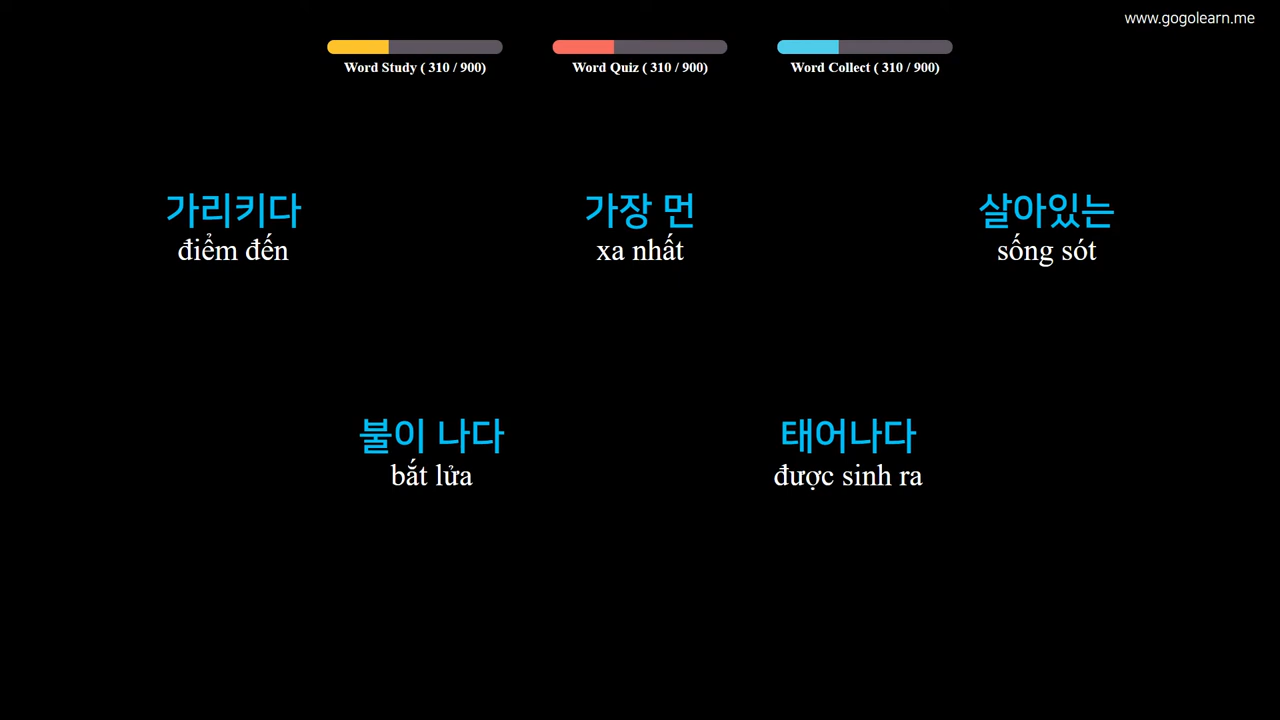 www.gogolearn.me
Word Study ( 310 / 900)
Word Quiz ( 310 / 900)
Word Collect ( 310 / 900)
가리키다
điểm đến
가장 먼
xa nhất
살아있는
sống sót
불이 나다
bắt lửa
태어나다
được sinh ra